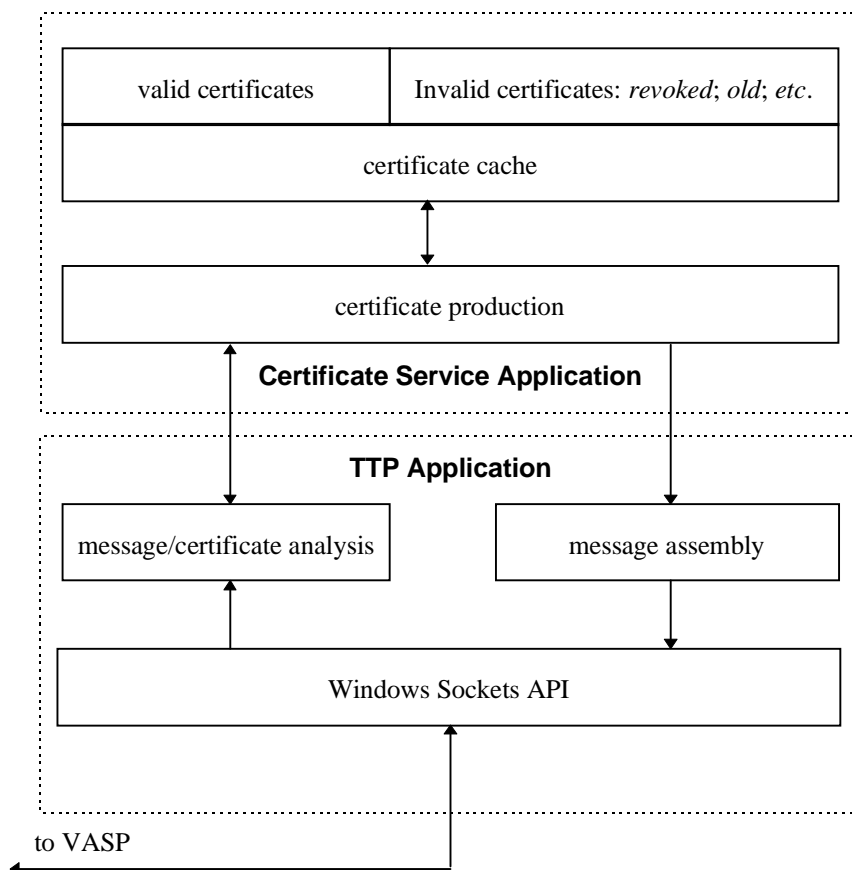 valid certificates
Invalid certificates: revoked; old; etc.
certificate cache
certificate production
Certificate Service Application
TTP Application
message/certificate analysis
message assembly
Windows Sockets API
to VASP